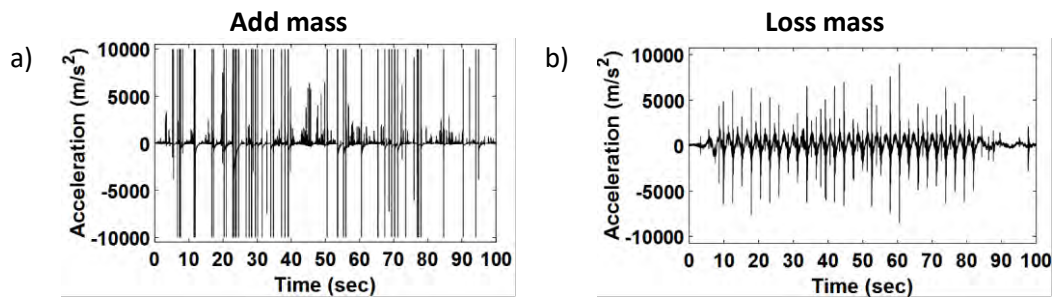 Add mass
Loss mass
a)
10000
5000
0
-5000
-10000
Acceleration (m/s²)
0 10 20 30 40 50 60 70 80 90 100
Time (sec)
b)
10000
5000
0
-5000
-10000
Acceleration (m/s²)
0 10 20 30 40 50 60 70 80 90 100
Time (sec)